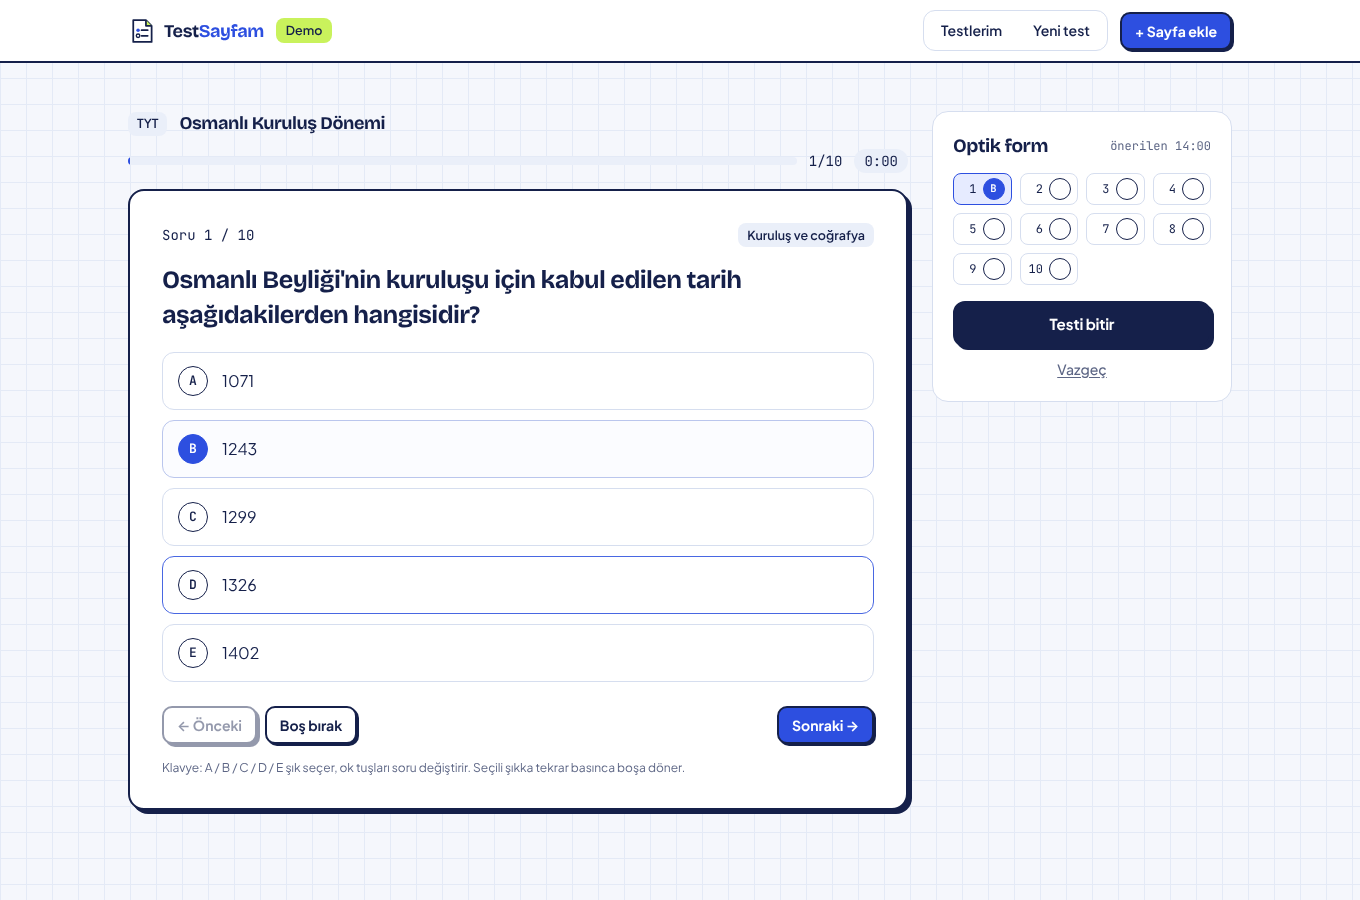 TestSayfam
Demo
Testlerim
Yeni test
+ Sayfa ekle
TYT
Osmanlı Kuruluş Dönemi
1/10
0:00
Soru 1 / 10
Kuruluş ve coğrafya
Osmanlı Beyliği'nin kuruluşu için kabul edilen tarih
aşağıdakilerden hangisidir?
A 1071
B 1243
C 1299
D 1326
E 1402
← Önceki
Boş bırak
Sonraki →
Klavye: A / B / C / D / E şık seçer, ok tuşları soru değiştirir. Seçili şıkka tekrar basınca boşa döner.
Optik form
önerilen 14:00
1 B 2 3 4
5 6 7 8
9 10
Testi bitir
Vazgeç